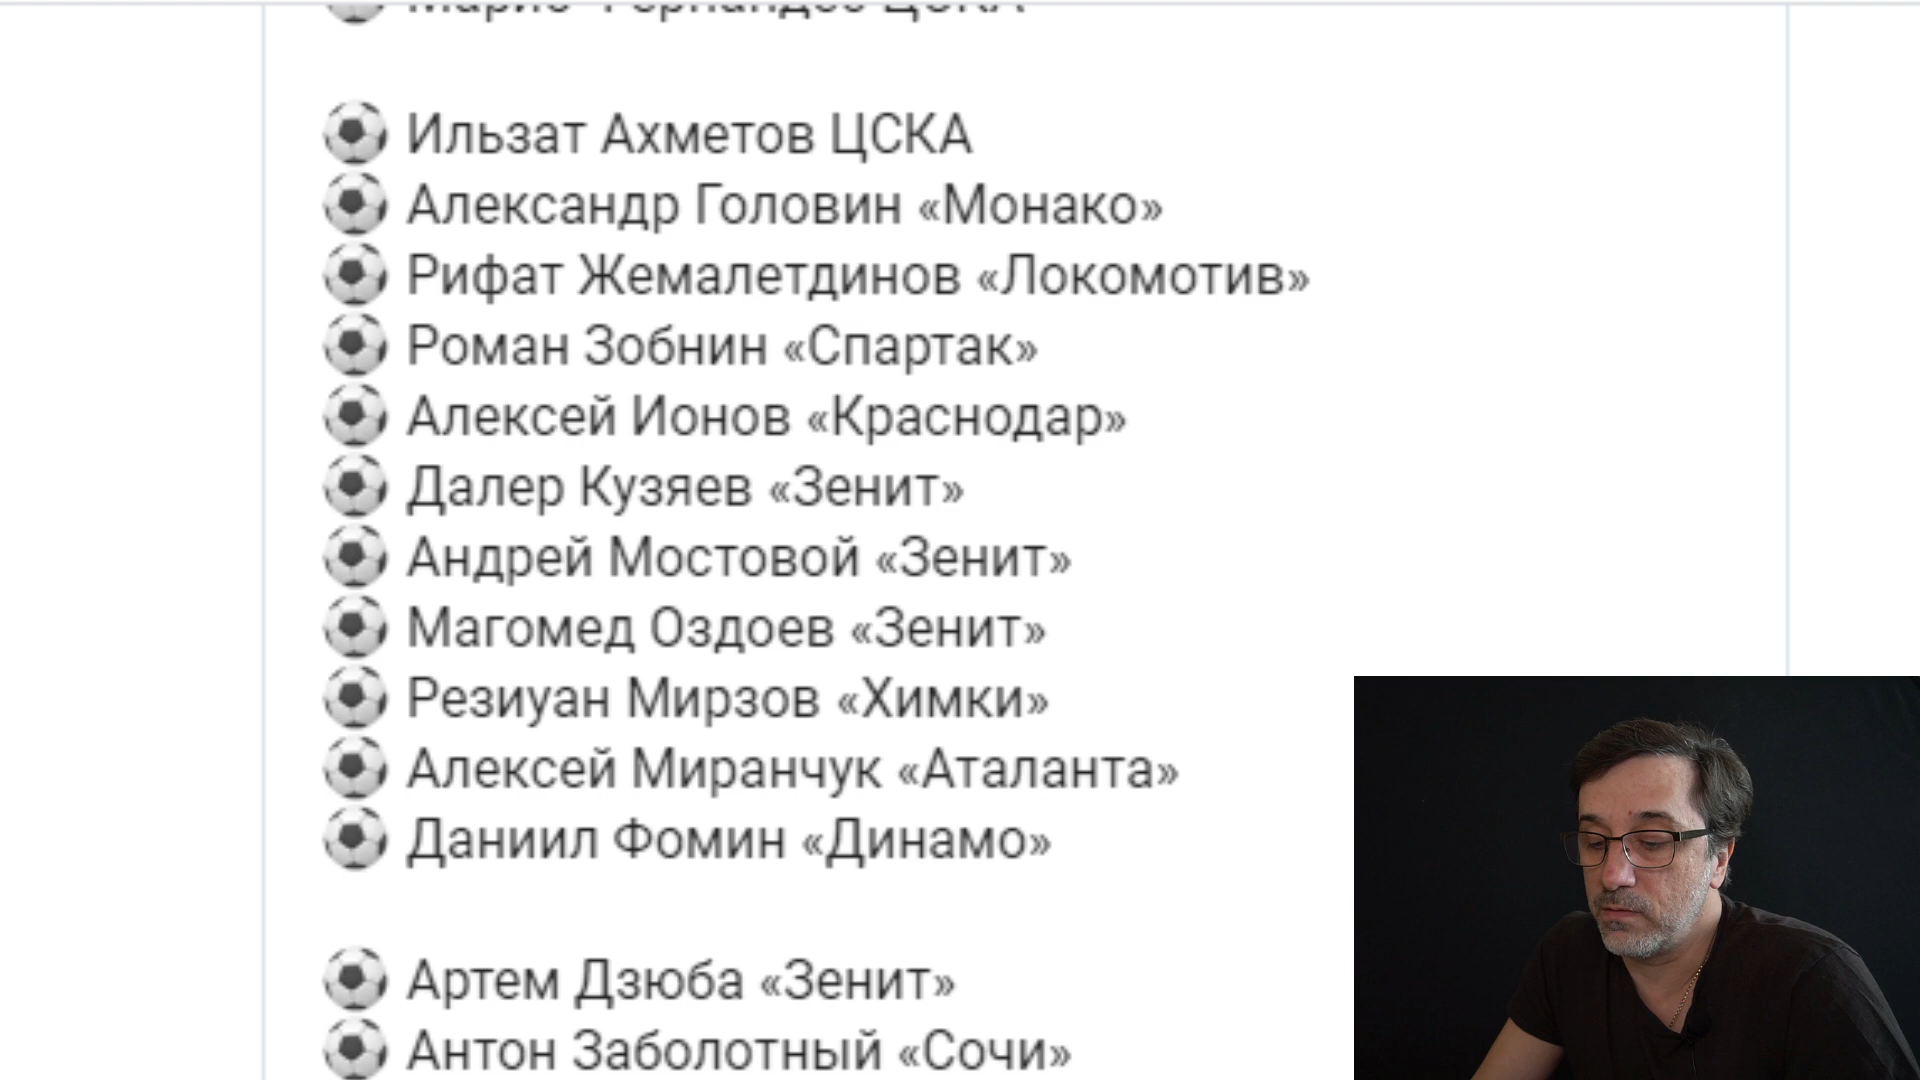 Ильзат Ахметов ЦСКА
Александр Головин «Монако»
Рифат Жемалетдинов «Локомотив»
Роман Зобнин «Спартак»
Алексей Ионов «Краснодар»
Далер Кузяев «Зенит»
Андрей Мостовой «Зенит»
Магомед Оздоев «Зенит»
Резиуан Мирзов «Химки»
Алексей Миранчук «Аталанта»
Даниил Фомин «Динамо»
Артем Дзюба «Зенит»
Антон Заболотный «Сочи»